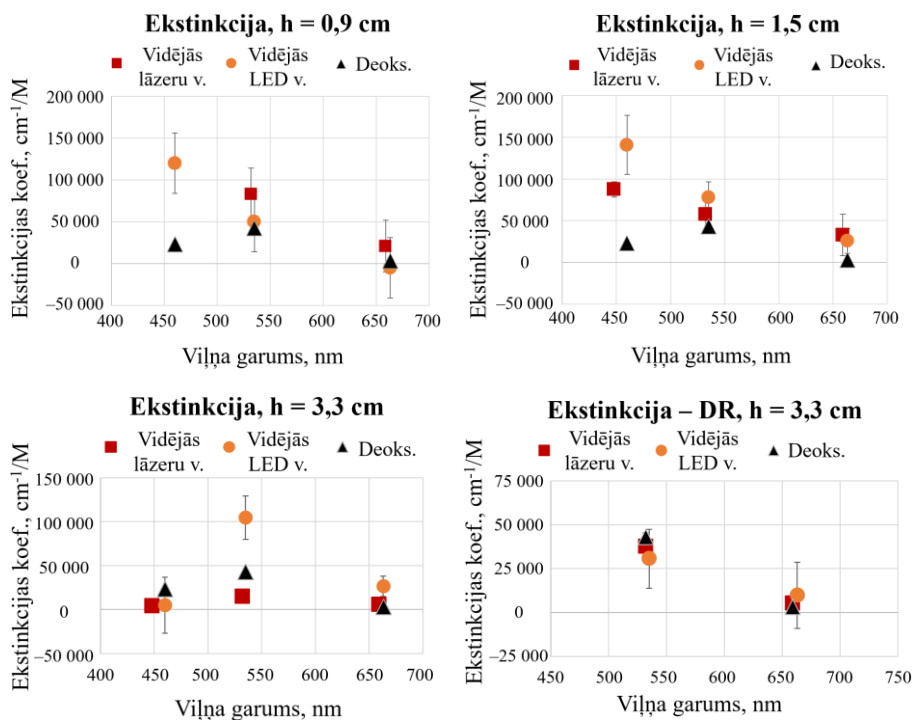 Ekstinkcija, h = 0,9 cm
Vidējās lāzeru v.
Vidējās LED v.
Deoks.
Ekstinkcijas koef., cm⁻¹/M
200 000
150 000
100 000
50 000
0
–50 000
400 450 500 550 600 650 700
Viļņa garums, nm
Ekstinkcija, h = 1,5 cm
Vidējās lāzeru v.
Vidējās LED v.
Deoks.
Ekstinkcijas koef., cm⁻¹/M
200 000
150 000
100 000
50 000
0
–50 000
400 450 500 550 600 650 700
Viļņa garums, nm
Ekstinkcija, h = 3,3 cm
Vidējās lāzeru v.
Vidējās LED v.
Deoks.
Ekstinkcijas koef., cm⁻¹/M
150 000
100 000
50 000
0
–50 000
400 450 500 550 600 650 700
Viļņa garums, nm
Ekstinkcija – DR, h = 3,3 cm
Vidējās lāzeru v.
Vidējās LED v.
Deoks.
Ekstinkcijas koef., cm⁻¹/M
75 000
50 000
25 000
0
–25 000
450 500 550 600 650 700 750
Viļņa garums, nm